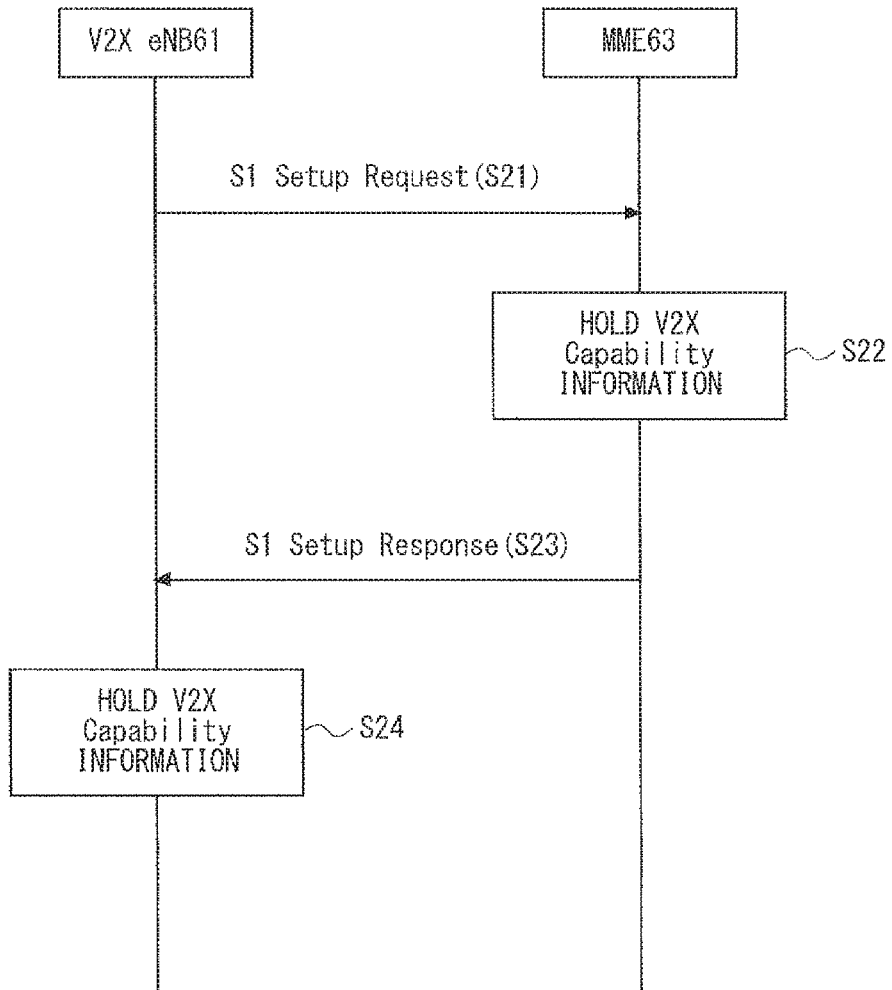 V2X eNB61
MME63
S1 Setup Request(S21)
HOLD V2X
Capability
INFORMATION
S22
S1 Setup Response(S23)
HOLD V2X
Capability
INFORMATION
S24